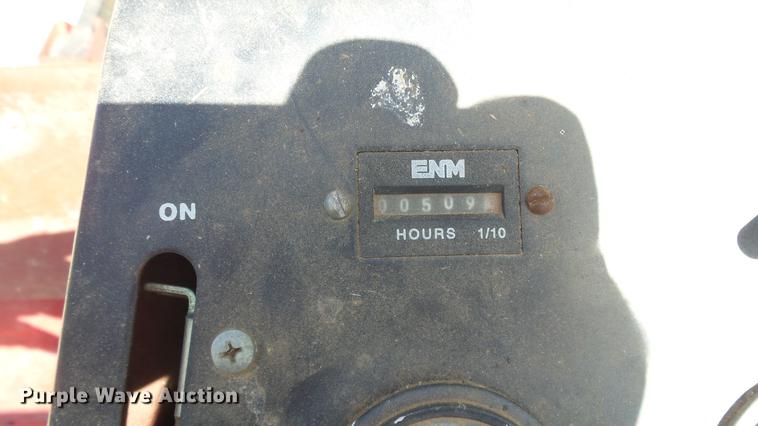 ENM
00509
ON
HOURS 1/10
Purple Wave Auction